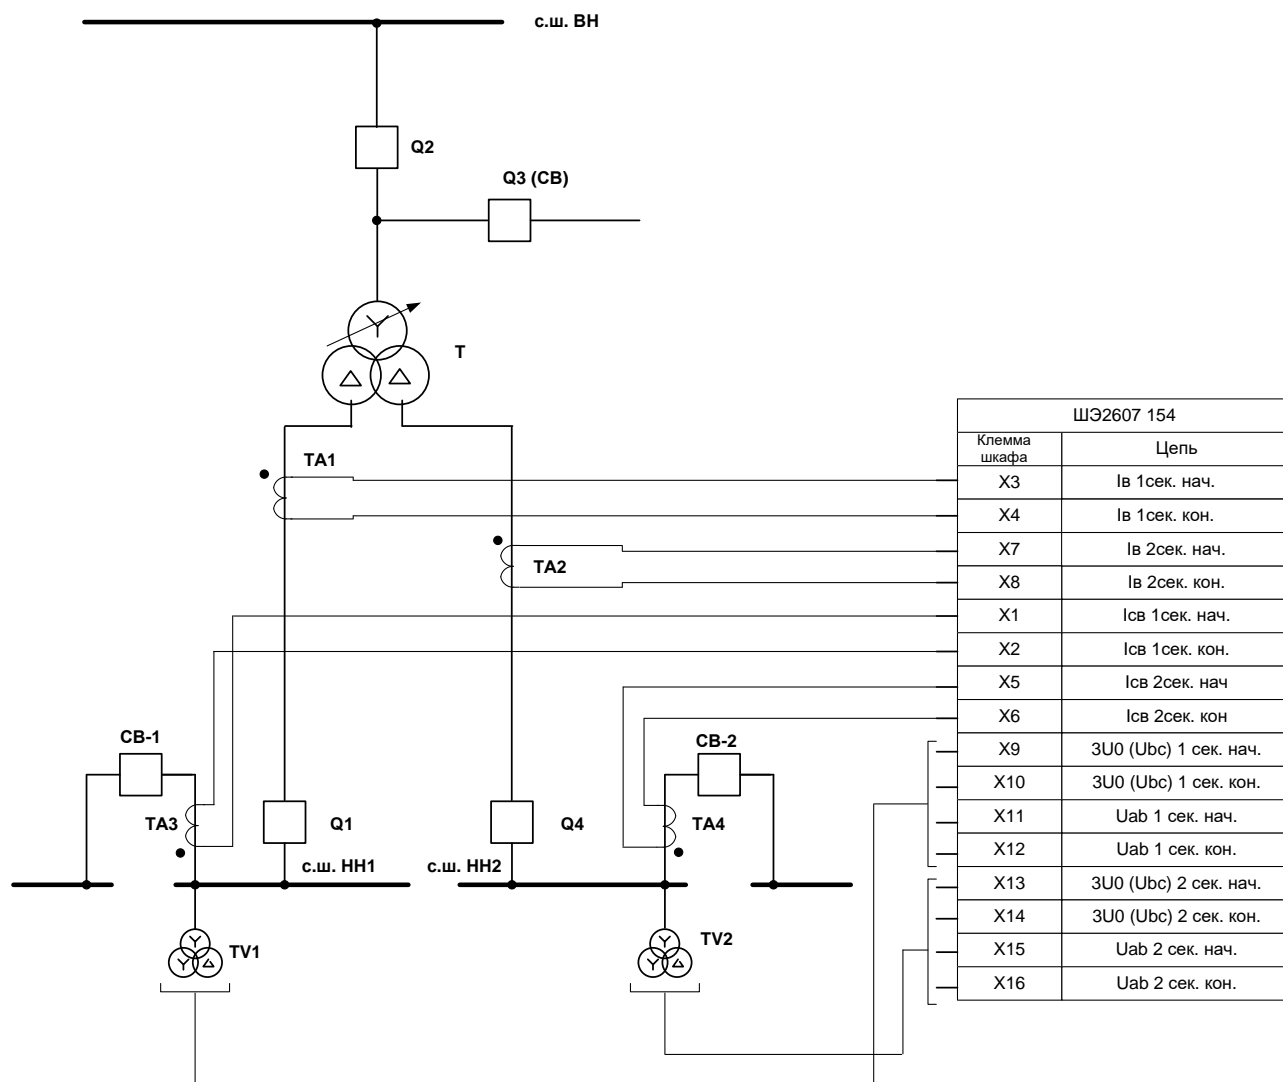 с.ш. ВН
Q2
Q3 (СВ)
Т
ТА1
ТА2
СВ-1
СВ-2
ТА3
Q1
Q4
ТА4
с.ш. НН1
с.ш. НН2
TV1
TV2
ШЭ2607 154
Клемма
шкафа
Цепь
X3 Iв 1сек. нач.
X4 Iв 1сек. кон.
X7 Iв 2сек. нач.
X8 Iв 2сек. кон.
X1 Iсв 1сек. нач.
X2 Iсв 1сек. кон.
X5 Iсв 2сек. нач
X6 Iсв 2сек. кон
X9 3U0 (Ubc) 1 сек. нач.
X10 3U0 (Ubc) 1 сек. кон.
X11 Uab 1 сек. нач.
X12 Uab 1 сек. кон.
X13 3U0 (Ubc) 2 сек. нач.
X14 3U0 (Ubc) 2 сек. кон.
X15 Uab 2 сек. нач.
X16 Uab 2 сек. кон.